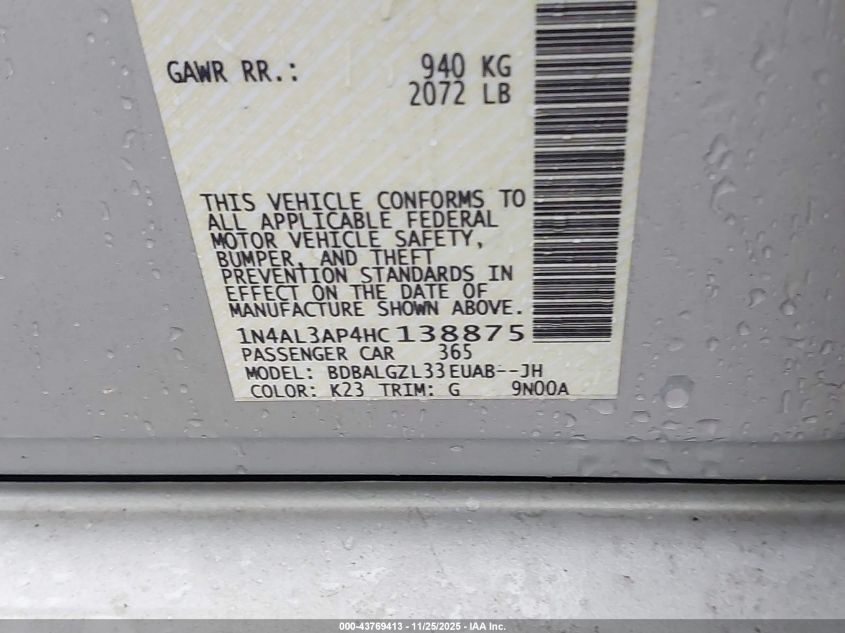 GAWR RR.: 940 KG
2072 LB
THIS VEHICLE CONFORMS TO
ALL APPLICABLE FEDERAL
MOTOR VEHICLE SAFETY,
BUMPER, AND THEFT
PREVENTION STANDARDS IN
EFFECT ON THE DATE OF
MANUFACTURE SHOWN ABOVE.
1N4AL3AP4HC138875
PASSENGER CAR 365
MODEL: BDBALGZL33EUAB--JH
COLOR: K23 TRIM: G 9N00A
000-43769413 - 11/25/2025 - IAA Inc.